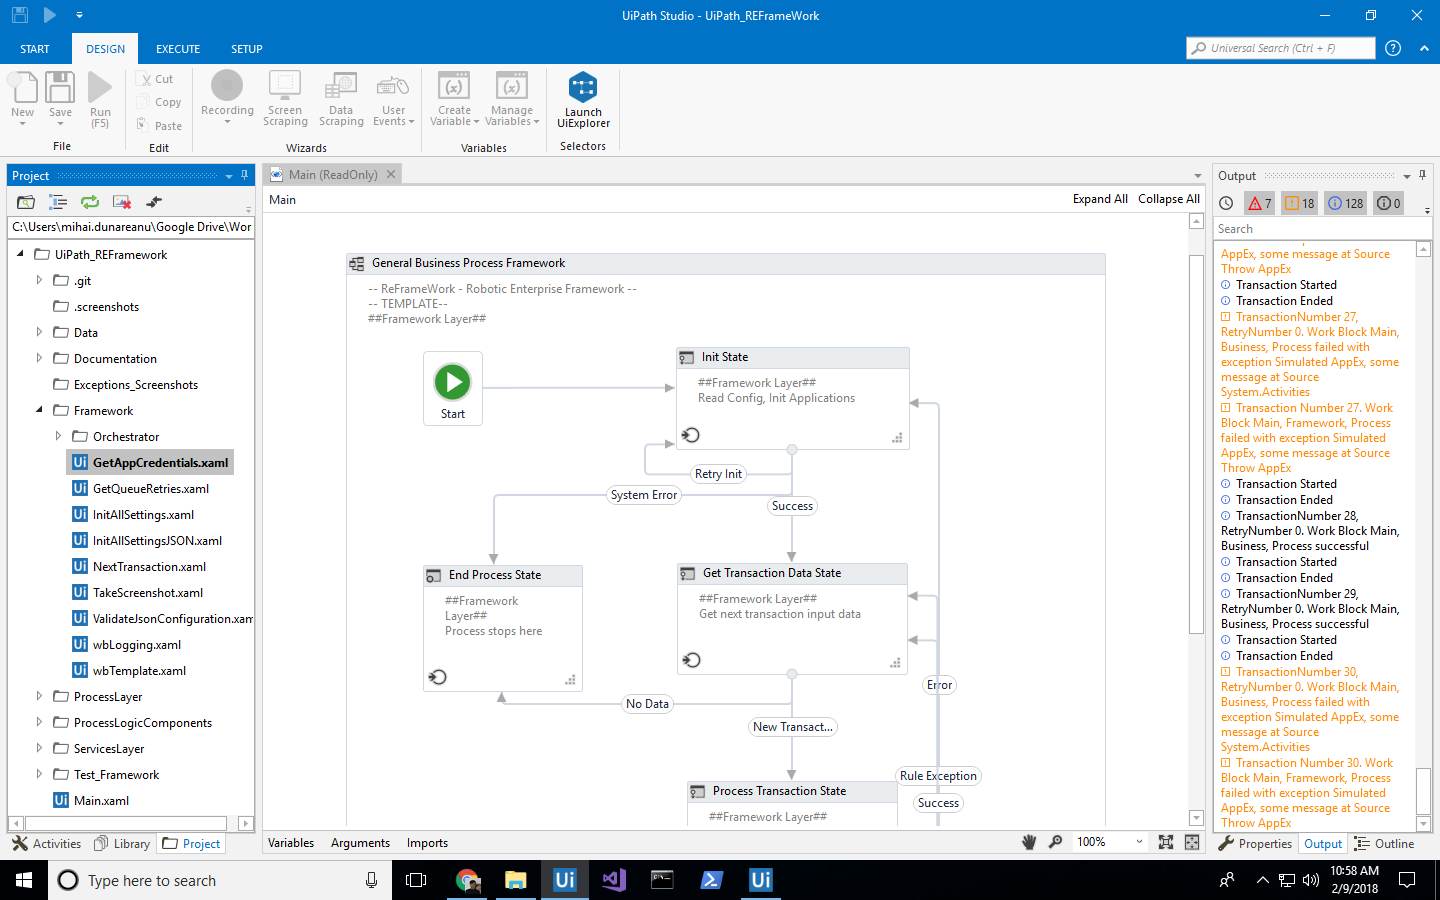 UiPath Studio - UiPath_REFrameWork
START
DESIGN
EXECUTE
SETUP
Universal Search (Ctrl + F)
New
Save
Run
(F5)
File
Cut
Copy
Paste
Edit
Recording
Screen
Scraping
Data
Scraping
User
Events
Wizards
Create
Variable
Manage
Variables
Variables
Launch
UiExplorer
Selectors
Project
C:\Users\mihai.dunareanu\Google Drive\Wor
UiPath_REFramework
.git
.screenshots
Data
Documentation
Exceptions_Screenshots
Framework
Orchestrator
GetAppCredentials.xaml
GetQueueRetries.xaml
InitAllSettings.xaml
InitAllSettingsJSON.xaml
NextTransaction.xaml
TakeScreenshot.xaml
ValidateJsonConfiguration.xam
wbLogging.xaml
wbTemplate.xaml
ProcessLayer
ProcessLogicComponents
ServicesLayer
Test_Framework
Main.xaml
Activities
Library
Project
Main (ReadOnly)
Main
Expand All
Collapse All
General Business Process Framework
-- ReFrameWork - Robotic Enterprise Framework --
-- TEMPLATE--
##Framework Layer##
Start
Init State
##Framework Layer##
Read Config, Init Applications
Retry Init
System Error
Success
End Process State
##Framework
Layer##
Process stops here
Get Transaction Data State
##Framework Layer##
Get next transaction input data
No Data
Error
New Transact...
Rule Exception
Success
Process Transaction State
##Framework Layer##
Variables
Arguments
Imports
100%
Output
7
18
128
0
Search
AppEx, some message at Source
Throw AppEx
Transaction Started
Transaction Ended
TransactionNumber 27,
RetryNumber 0. Work Block Main,
Business, Process failed with
exception Simulated AppEx, some
message at Source
System.Activities
Transaction Number 27. Work
Block Main, Framework, Process
failed with exception Simulated
AppEx, some message at Source
Throw AppEx
Transaction Started
Transaction Ended
TransactionNumber 28,
RetryNumber 0. Work Block Main,
Business, Process successful
Transaction Started
Transaction Ended
TransactionNumber 29,
RetryNumber 0. Work Block Main,
Business, Process successful
Transaction Started
Transaction Ended
TransactionNumber 30,
RetryNumber 0. Work Block Main,
Business, Process failed with
exception Simulated AppEx, some
message at Source
System.Activities
Transaction Number 30. Work
Block Main, Framework, Process
failed with exception Simulated
AppEx, some message at Source
Throw AppEx
Properties
Output
Outline
Type here to search
10:58 AM
2/9/2018